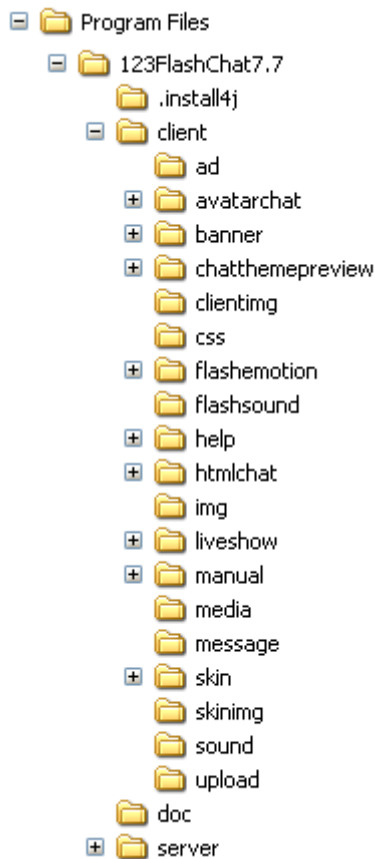 Program Files
123FlashChat7.7
.install4j
client
ad
avatarchat
banner
chatthemepreview
clientimg
css
flashemotion
flashsound
help
htmlchat
img
liveshow
manual
media
message
skin
skinimg
sound
upload
doc
server